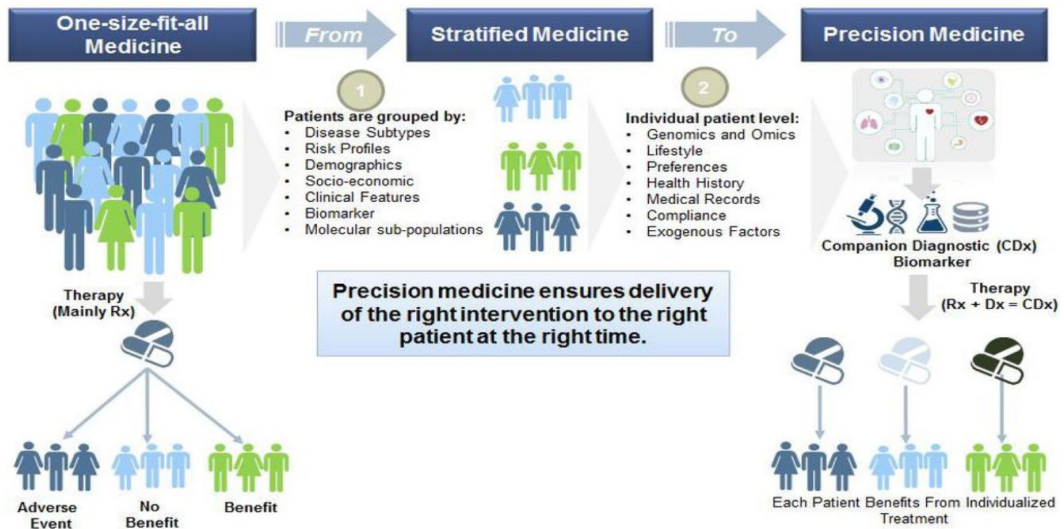 One-size-fit-all
Medicine
From
Stratified Medicine
To
Precision Medicine
1
Patients are grouped by:
• Disease Subtypes
• Risk Profiles
• Demographics
• Socio-economic
• Clinical Features
• Biomarker
• Molecular sub-populations
2
Individual patient level:
• Genomics and Omics
• Lifestyle
• Preferences
• Health History
• Medical Records
• Compliance
• Exogenous Factors
Companion Diagnostic (CDx)
Biomarker
Therapy
(Mainly Rx)
Precision medicine ensures delivery
of the right intervention to the right
patient at the right time.
Therapy
(Rx + Dx = CDx)
Adverse
Event
No
Benefit
Benefit
Each Patient
Benefits From
Treatment
Individualized